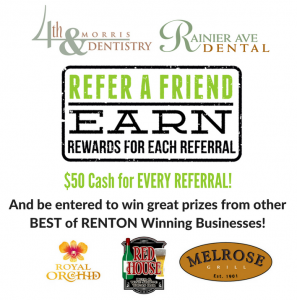 4th & MORRIS DENTISTRY
RAINIER AVE DENTAL
REFER A FRIEND
EARN
REWARDS FOR EACH REFERRAL
$50 Cash for EVERY REFERRAL!
And be entered to win great prizes from other
BEST of RENTON Winning Businesses!
ROYAL ORCHID
RED HOUSE
MELROSE
GRILL
Est. 1901